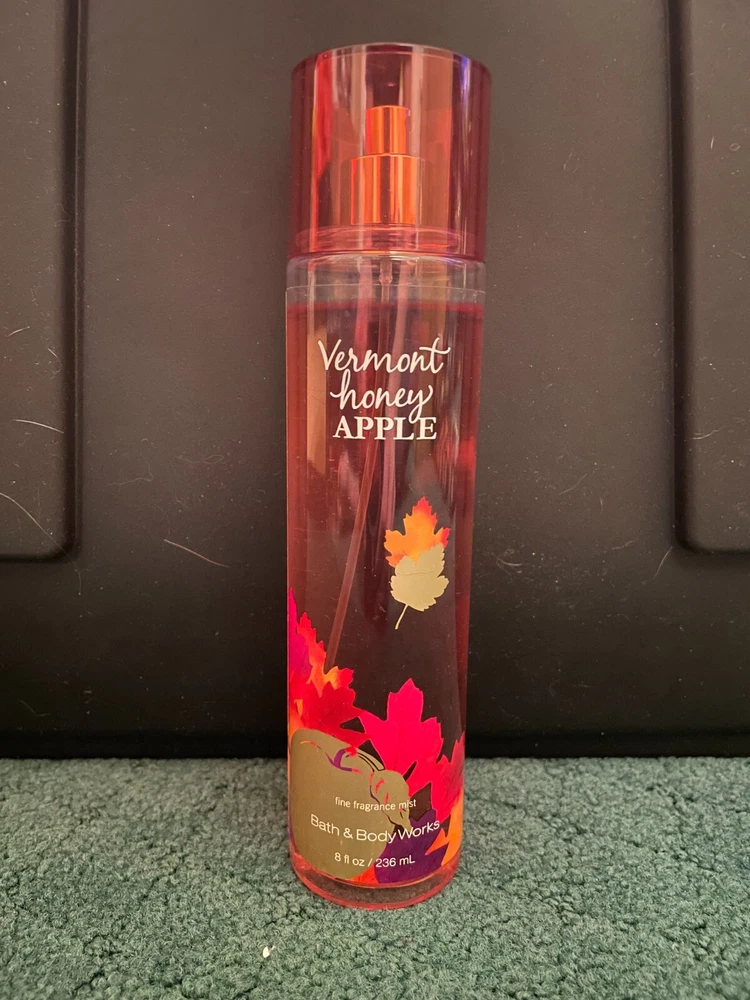 Vermont
honey
APPLE
fine fragrance mist
Bath & Body Works
8 fl oz / 236 mL